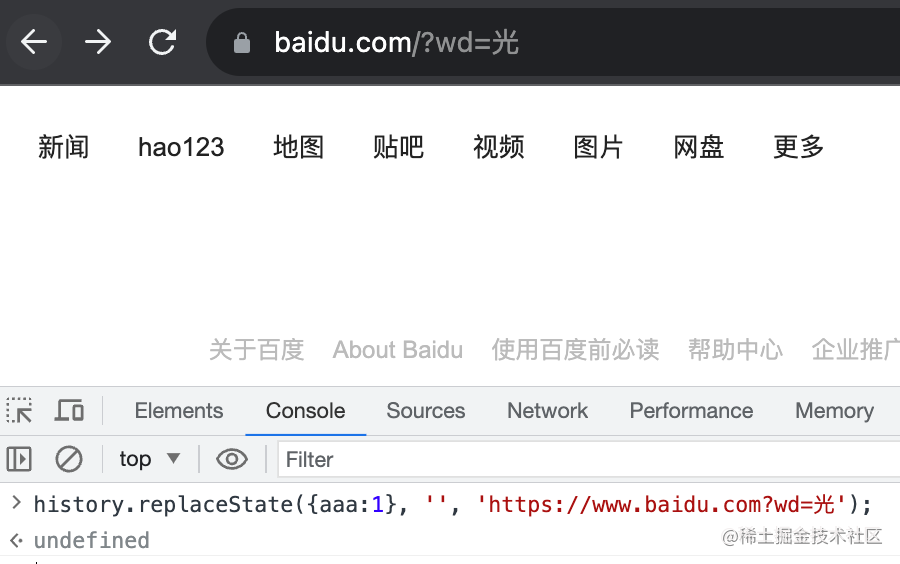 baidu.com/?wd=光
新闻 hao123 地图 贴吧 视频 图片 网盘 更多
关于百度 About Baidu 使用百度前必读 帮助中心 企业推广
Elements Console Sources Network Performance Memory
top Filter
> history.replaceState({aaa:1}, '', 'https://www.baidu.com?wd=光');
undefined
@稀土掘金技术社区